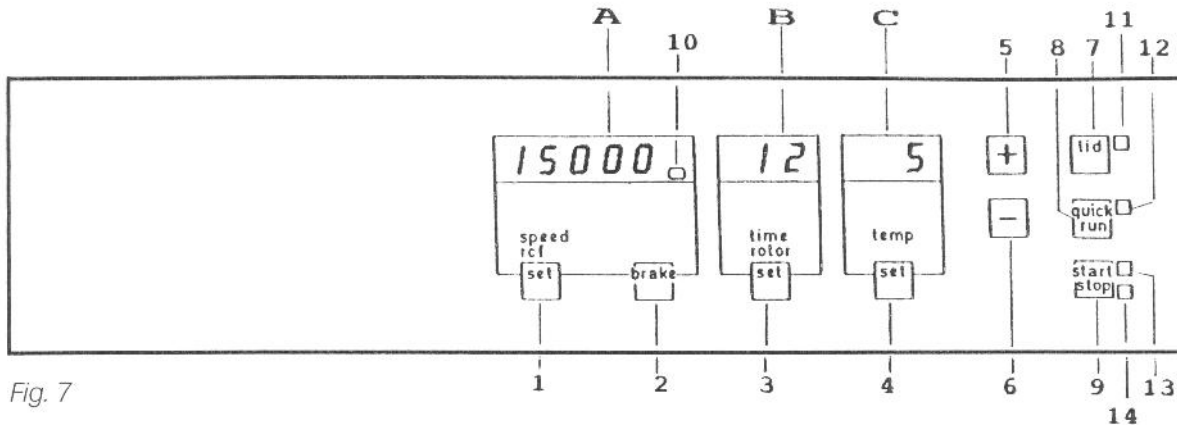 A B C 11
10 5 8 7 12
15000 12 5 + lid
- quick
run
speed time temp
rcf rotor
set brake set set start
stop
1 2 3 4 6 9 13
Fig. 7
14